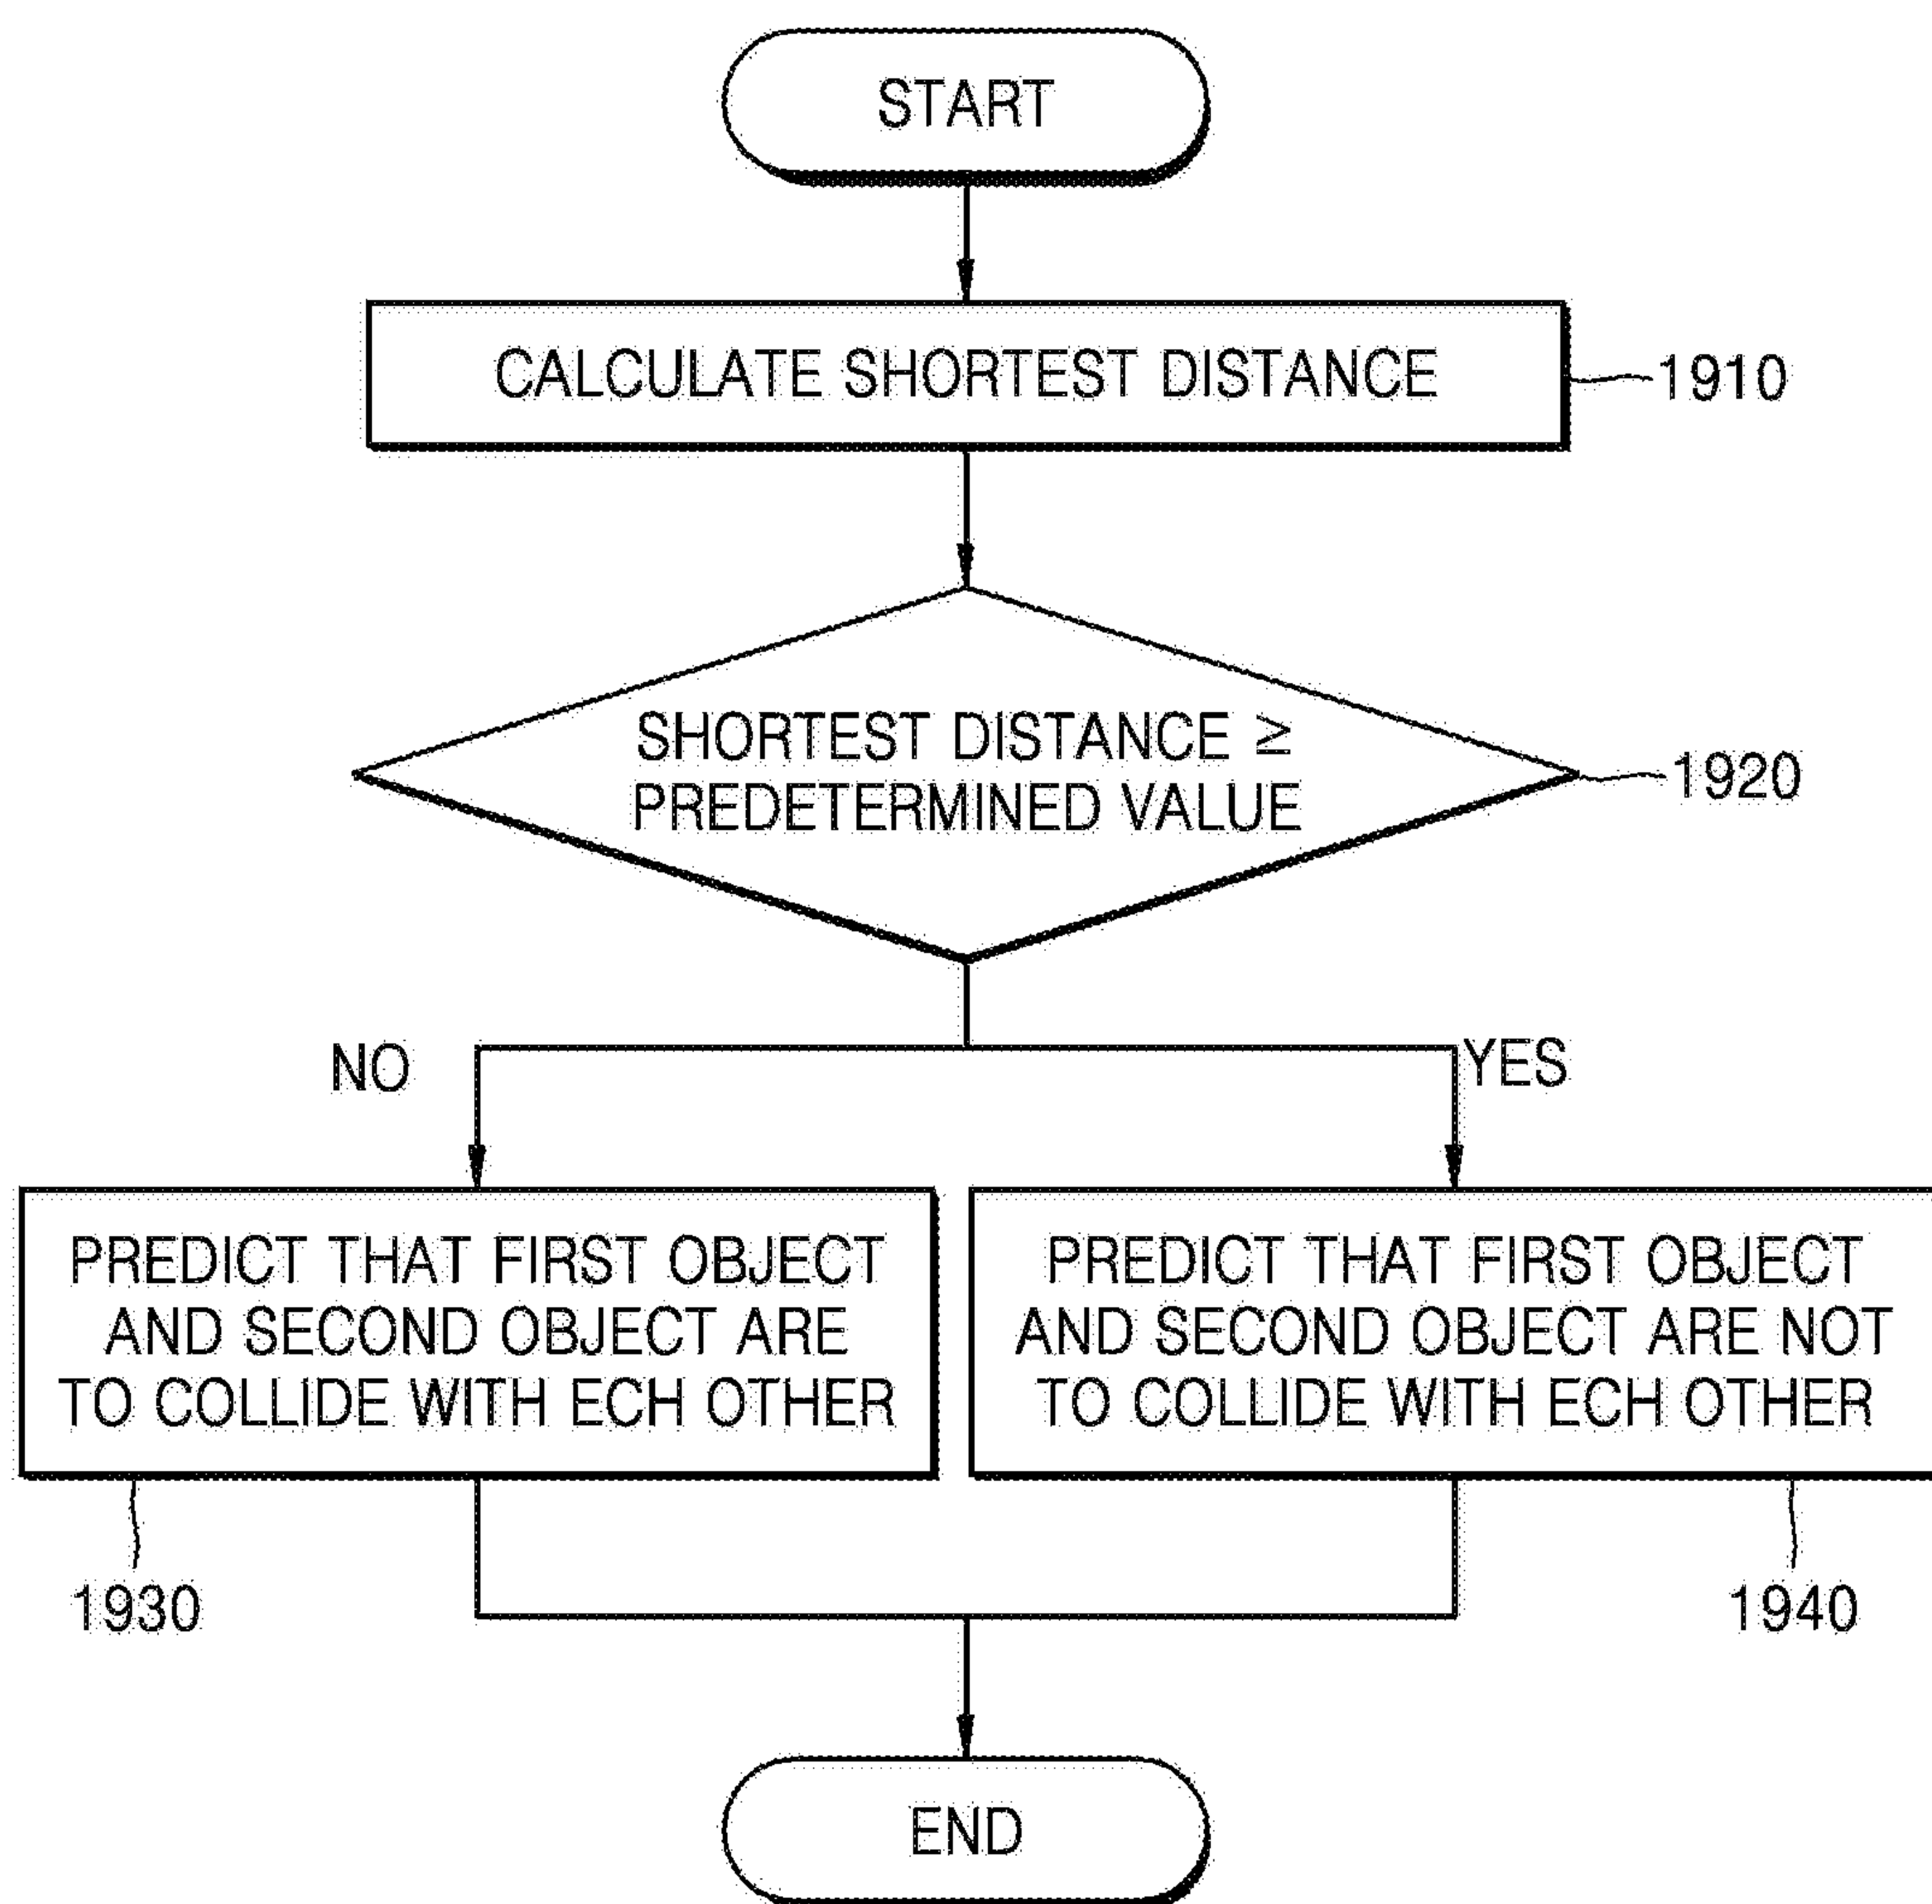 START
CALCULATE SHORTEST DISTANCE
1910
SHORTEST DISTANCE ≥
PREDETERMINED VALUE
1920
NO
YES
PREDICT THAT FIRST OBJECT
AND SECOND OBJECT ARE
TO COLLIDE WITH ECH OTHER
PREDICT THAT FIRST OBJECT
AND SECOND OBJECT ARE NOT
TO COLLIDE WITH ECH OTHER
1930
1940
END